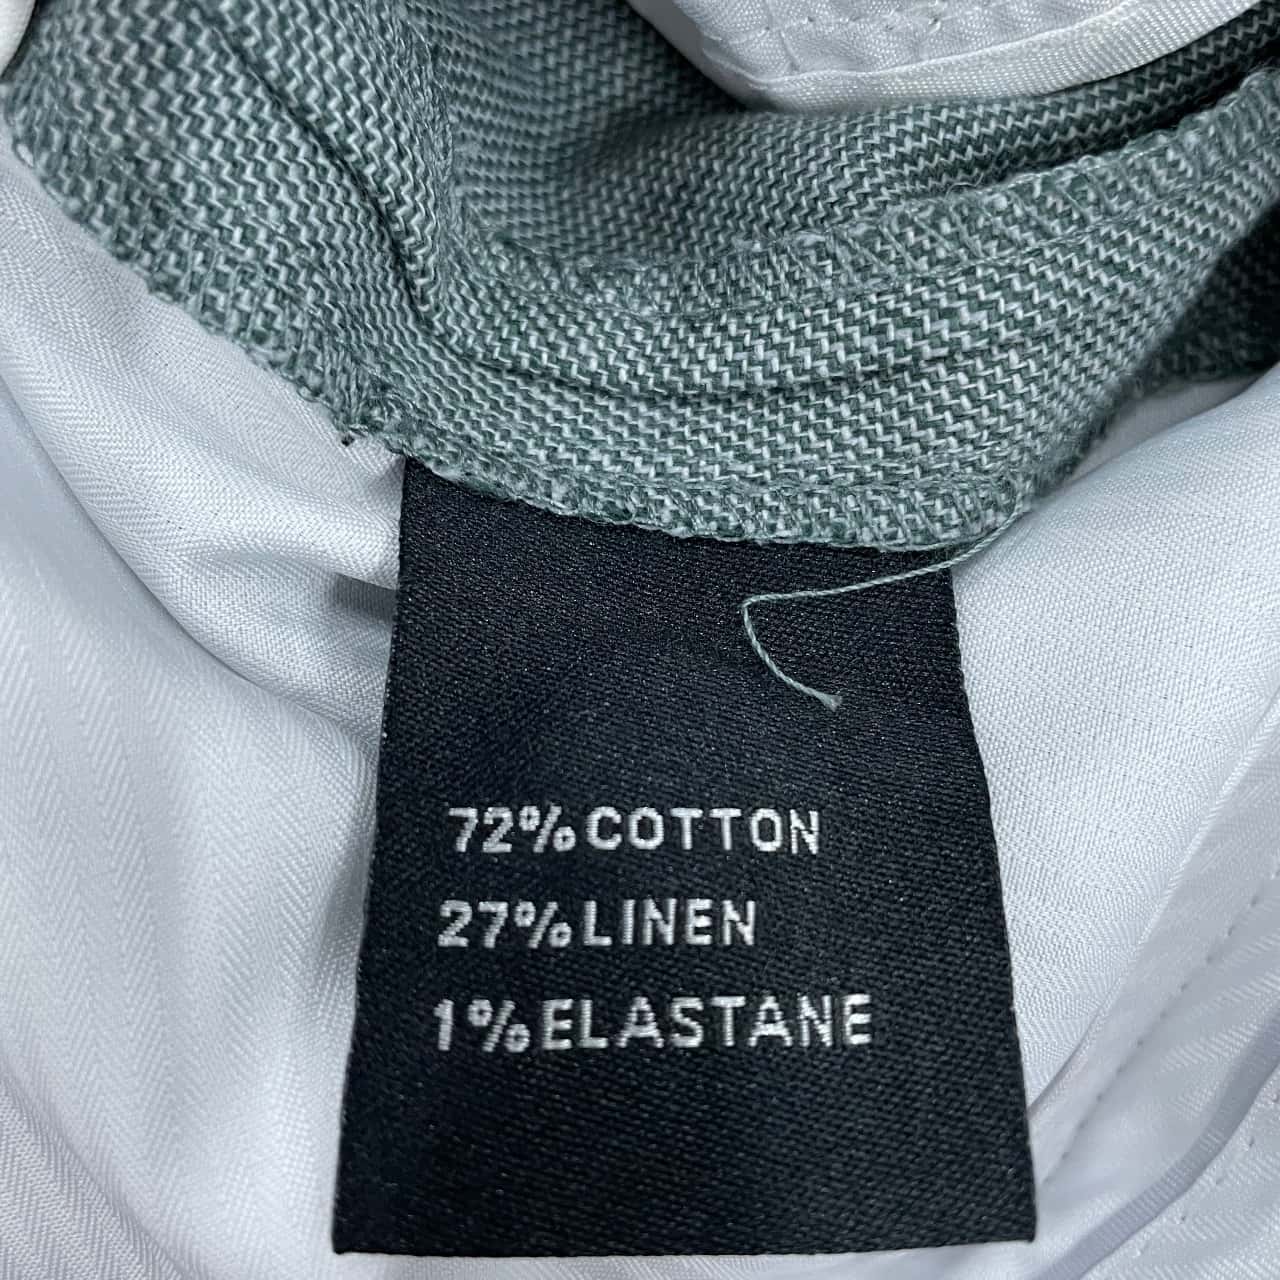 72% COTTON
27% LINEN
1% ELASTANE